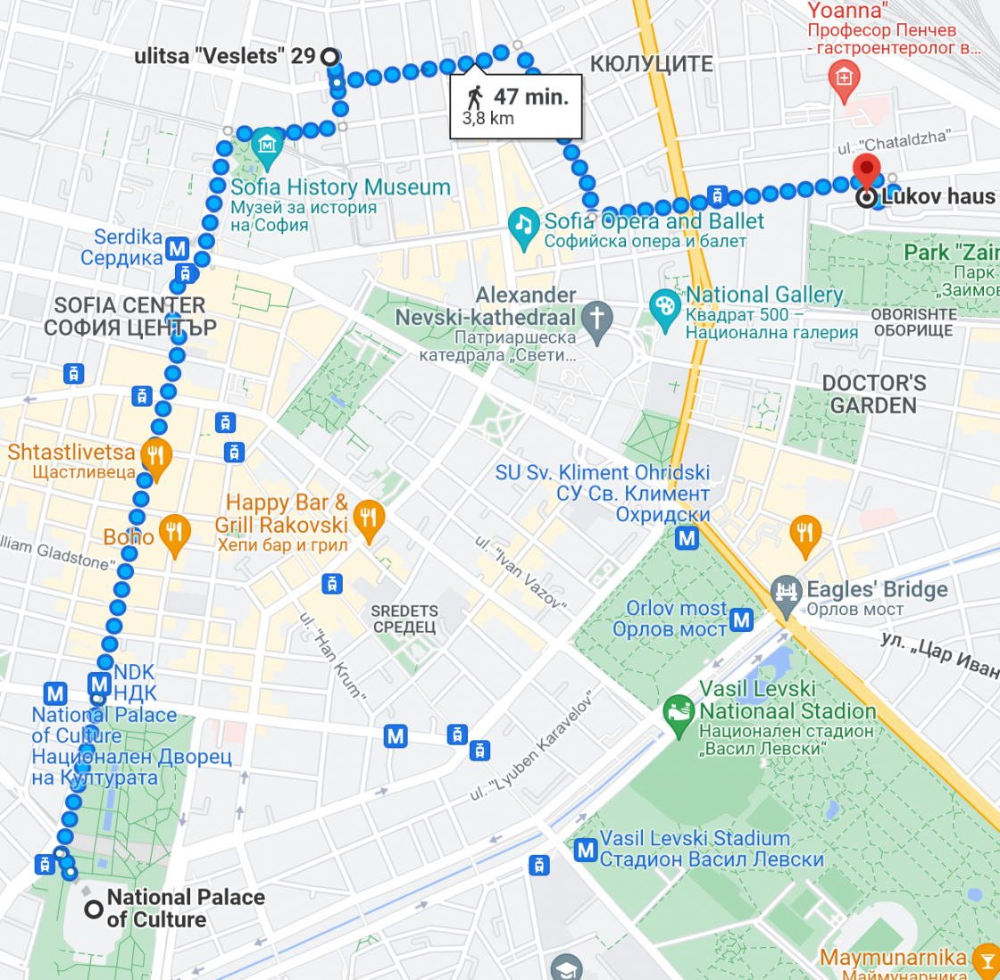 Yoanna"
Професор Пенчев
- гастроентеролог в...
ulitsa "Veslets" 29
КЮЛУЦИТЕ
47 min.
3,8 km
ul. "Chataldzha"
Lukov haus
Sofia History Museum
Музей за история
на София
Serdika
Сердика
M
Sofia Opera and Ballet
Софийска опера и балет
Park "Zair
Парк
„Заимов
SOFIA CENTER
СОФИЯ ЦЕНТЪР
Alexander
Nevski-kathedraal
Патриаршеска
катедрала „Свети...
National Gallery
Квадрат 500 –
Национална галерия
OBORISHTE
ОБОРИЩЕ
DOCTOR'S
GARDEN
Shtastlivetsa
Щастливеца
Happy Bar &
Grill Rakovski
Хепи бар и грил
SU Sv. Kliment Ohridski
СУ Св. Климент
Охридски
M
Boho
lliam Gladstone"
ul. "Ivan Vazov"
Eagles' Bridge
Орлов мост
Orlov most
Орлов мост
M
SREDETS
СРЕДЕЦ
ul. "Han Krum"
ул. „Цар Иван
NDK
НДК
M
M
National Palace
of Culture
Национален Дворец
на Културата
M
Vasil Levski
Nationaal Stadion
Национален стадион
„Васил Левски“
ul. "Lyuben Karavelov"
Vasil Levski Stadium
Стадион Васил Левски
M
National Palace
of Culture
Maymunarnika
Маймунарника